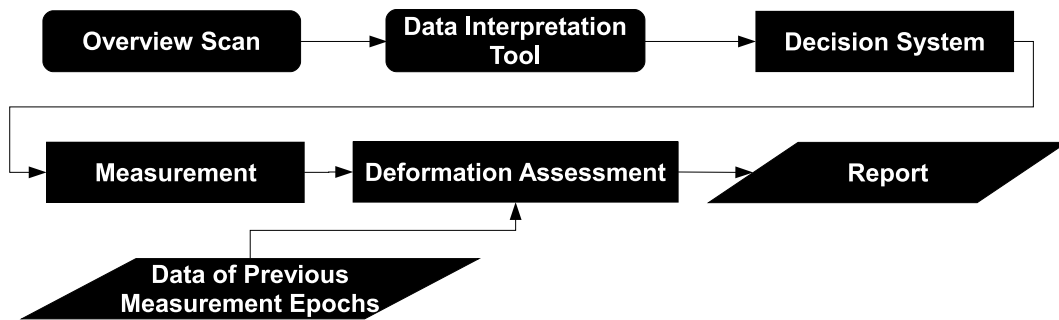 Overview Scan
Data Interpretation
Tool
Decision System
Measurement
Deformation Assessment
Report
Data of Previous
Measurement Epochs